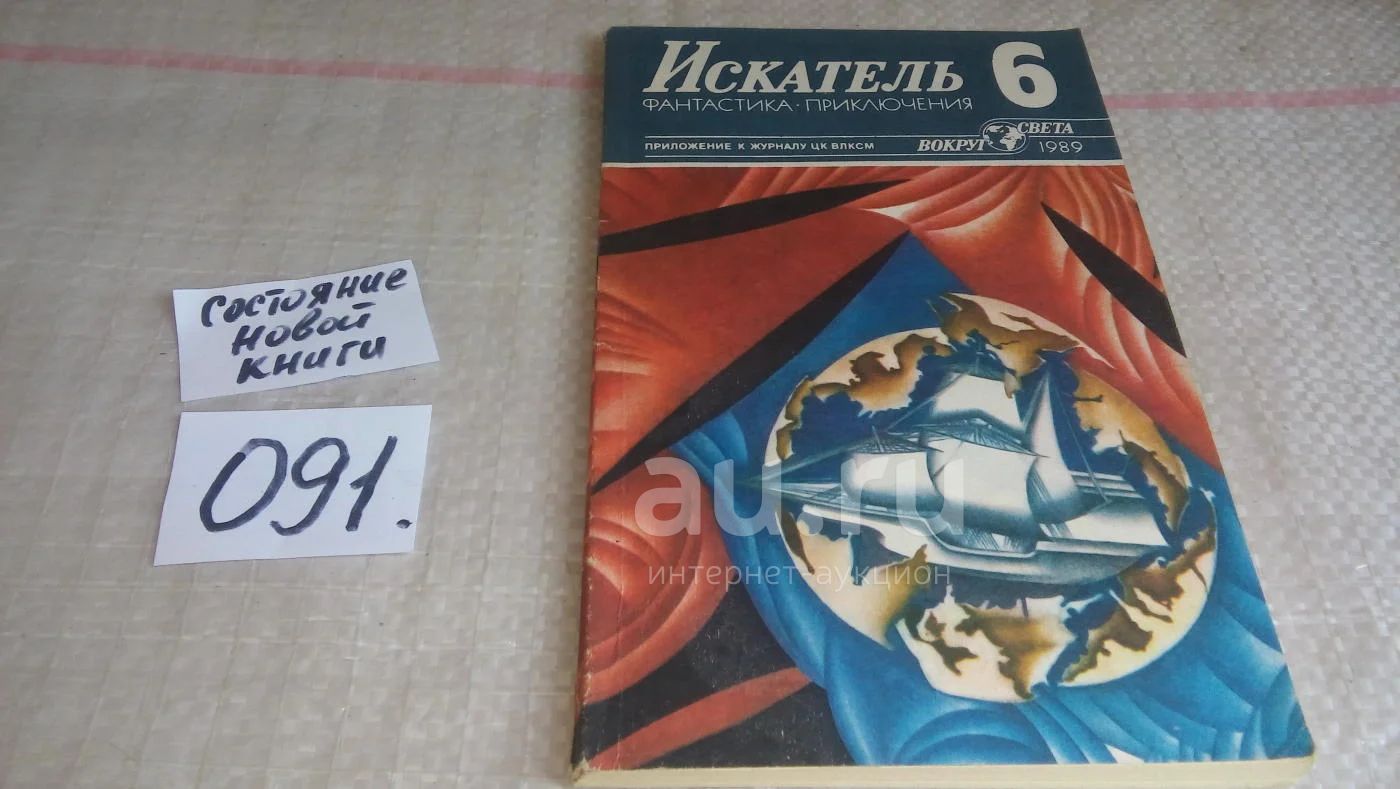 Искатель 6
ФАНТАСТИКА · ПРИКЛЮЧЕНИЯ
ПРИЛОЖЕНИЕ К ЖУРНАЛУ ЦК ВЛКСМ ВОКРУГ СВЕТА 1989
Состояние
новой
книги
091.
au.ru
интернет-аукцион